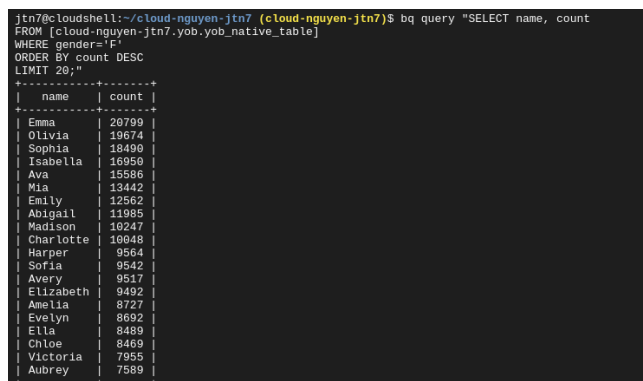 jtn7@cloudshell:~/cloud-nguyen-jtn7 (cloud-nguyen-jtn7)$ bq query "SELECT name, count
FROM [cloud-nguyen-jtn7.yob.yob_native_table]
WHERE gender='F'
ORDER BY count DESC
LIMIT 20;"
+-----------+-------+
|   name    | count |
+-----------+-------+
| Emma      | 20799 |
| Olivia    | 19674 |
| Sophia    | 18490 |
| Isabella  | 16950 |
| Ava       | 15586 |
| Mia       | 13442 |
| Emily     | 12562 |
| Abigail   | 11985 |
| Madison   | 10247 |
| Charlotte | 10048 |
| Harper    |  9564 |
| Sofia     |  9542 |
| Avery     |  9517 |
| Elizabeth |  9492 |
| Amelia    |  8727 |
| Evelyn    |  8692 |
| Ella      |  8489 |
| Chloe     |  8469 |
| Victoria  |  7955 |
| Aubrey    |  7589 |